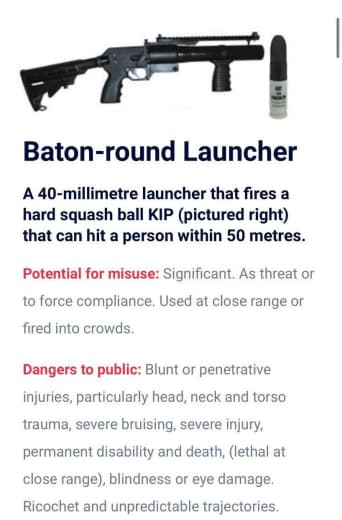 Baton-round Launcher
A 40-millimetre launcher that fires a
hard squash ball KIP (pictured right)
that can hit a person within 50 metres.
Potential for misuse: Significant. As threat or
to force compliance. Used at close range or
fired into crowds.
Dangers to public: Blunt or penetrative
injuries, particularly head, neck and torso
trauma, severe bruising, severe injury,
permanent disability and death, (lethal at
close range), blindness or eye damage.
Ricochet and unpredictable trajectories.